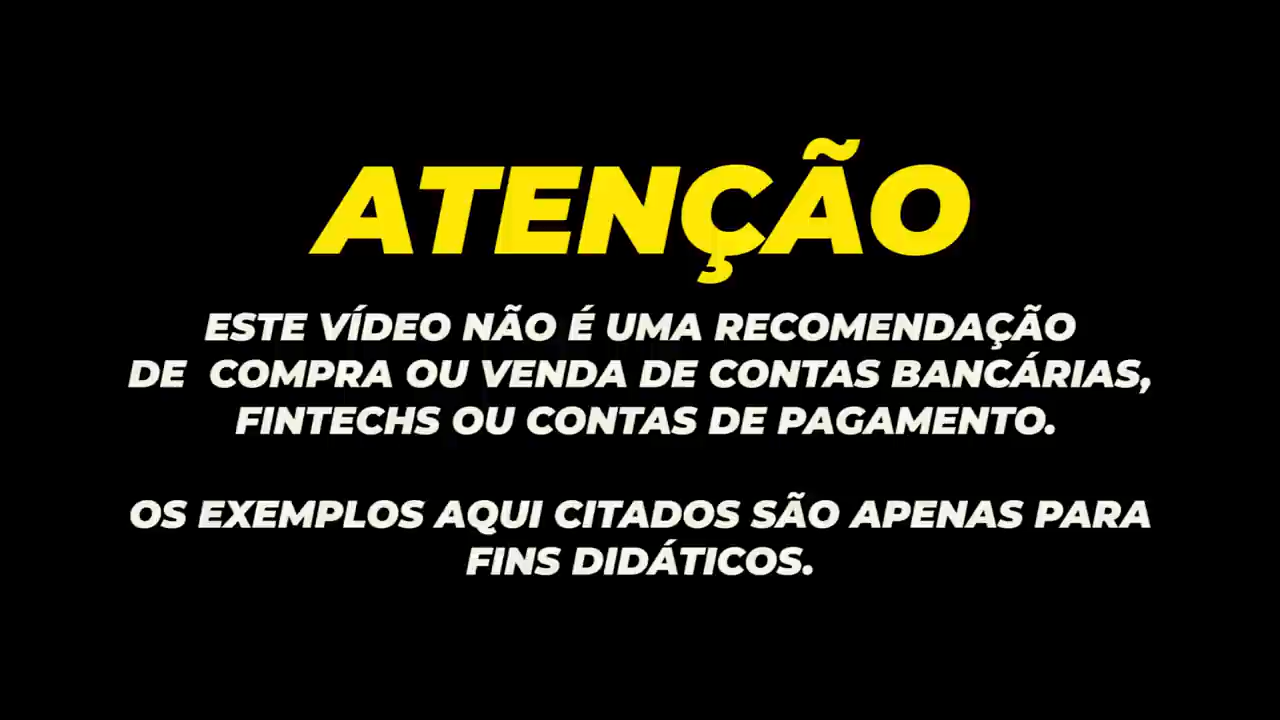 ATENÇÃO
ESTE VÍDEO NÃO É UMA RECOMENDAÇÃO
DE COMPRA OU VENDA DE CONTAS BANCÁRIAS,
FINTECHS OU CONTAS DE PAGAMENTO.
OS EXEMPLOS AQUI CITADOS SÃO APENAS PARA
FINS DIDÁTICOS.